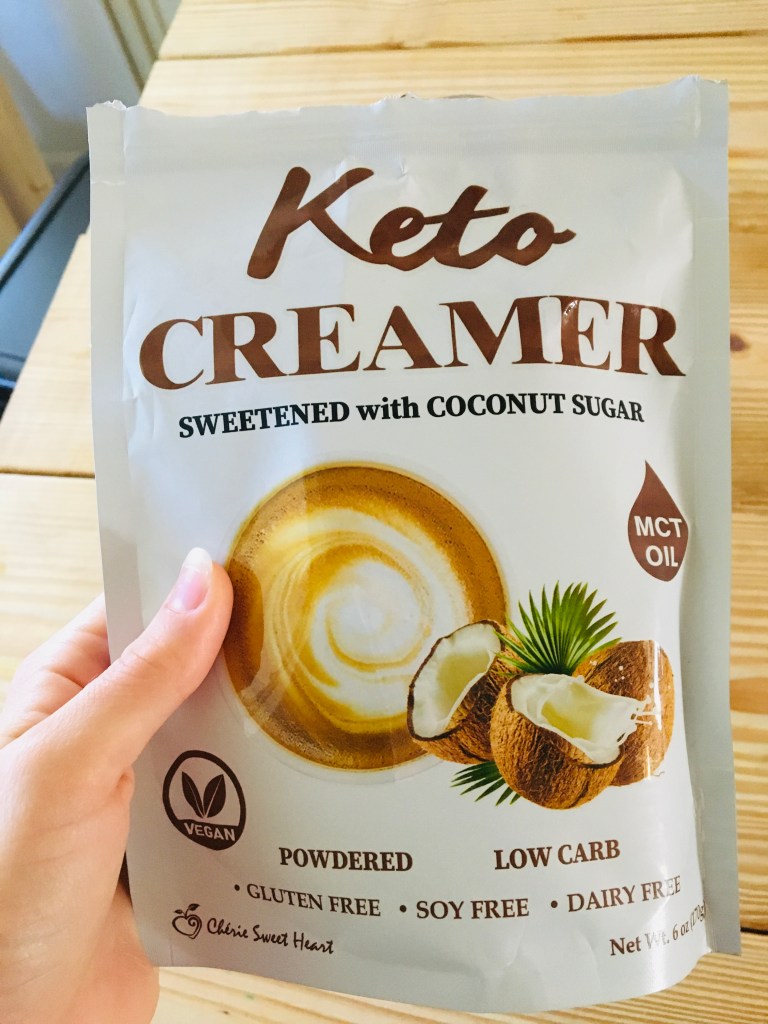 Keto
CREAMER
SWEETENED with COCONUT SUGAR
MCT
OIL
VEGAN
POWDERED LOW CARB
• GLUTEN FREE • SOY FREE • DAIRY FREE
Chérie Sweet Heart
Net Wt. 6 oz (170g)